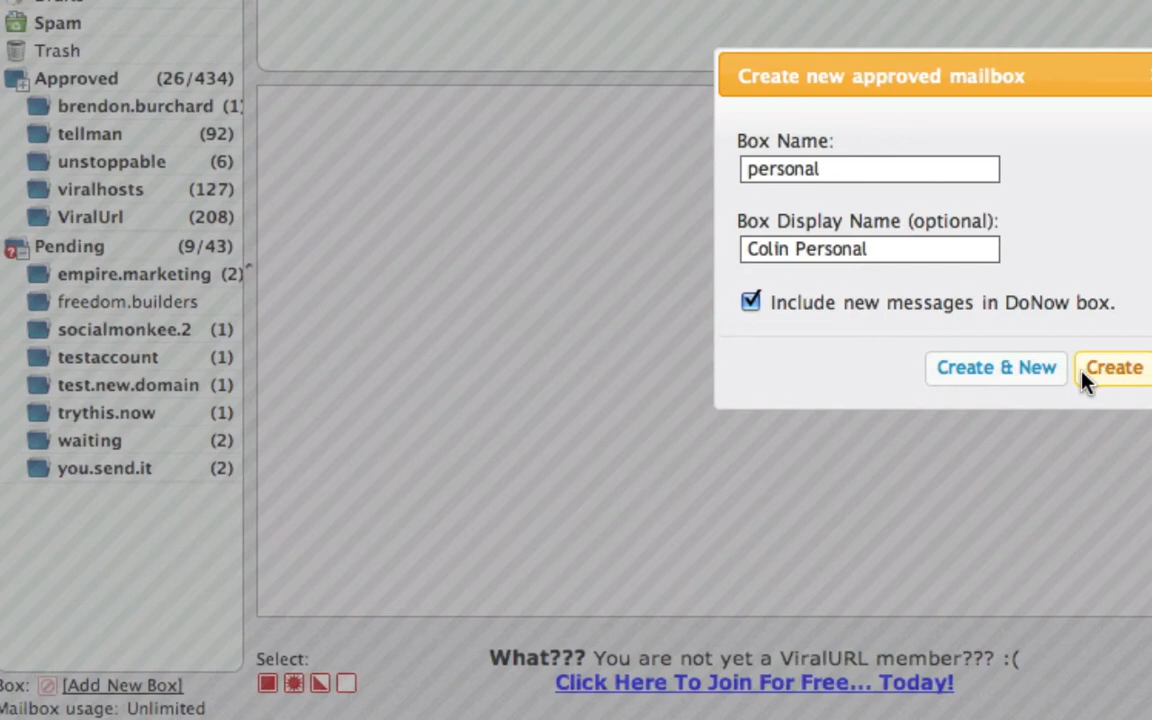 Drafts
Spam
Trash
Approved (26/434)
brendon.burchard (1)
tellman (92)
unstoppable (6)
viralhosts (127)
ViralUrl (208)
Pending (9/43)
empire.marketing (2)
freedom.builders
socialmonkee.2 (1)
testaccount (1)
test.new.domain (1)
trythis.now (1)
waiting (2)
you.send.it (2)
Box: [Add New Box]
Mailbox usage: Unlimited
Create new approved mailbox
Box Name:
personal
Box Display Name (optional):
Colin Personal
Include new messages in DoNow box.
Create & New
Create
Select:
What??? You are not yet a ViralURL member??? :(
Click Here To Join For Free... Today!